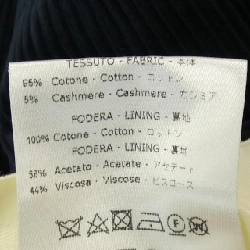 TESSUTO - FABRIC - 本体
95% Cotone - Cotton - コットン
5% Cashmere - Cashmere - カシミヤ
FODERA - LINING - 裏地
100% Cotone - Cotton - コットン
FODERA - LINING - 裏地
56% Acetato - Acetate - アセテート
44% Viscosa - Viscose - ビスコース